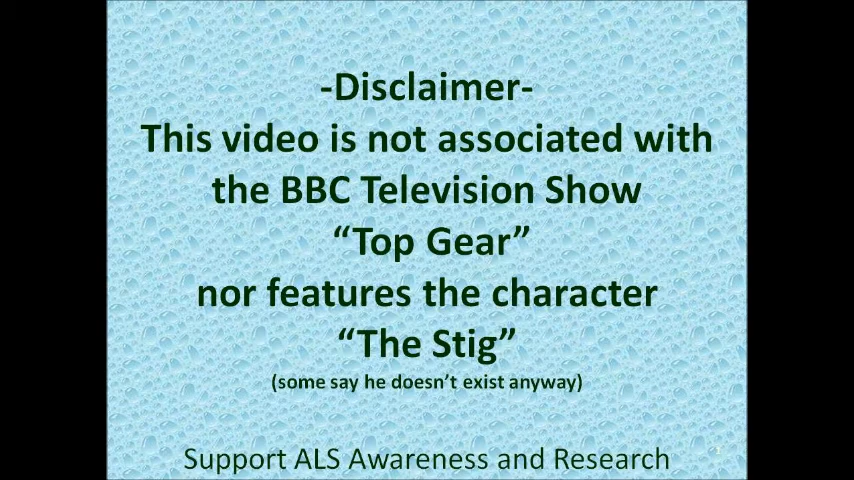 -Disclaimer-
This video is not associated with
the BBC Television Show
“Top Gear”
nor features the character
“The Stig”
(some say he doesn’t exist anyway)
Support ALS Awareness and Research